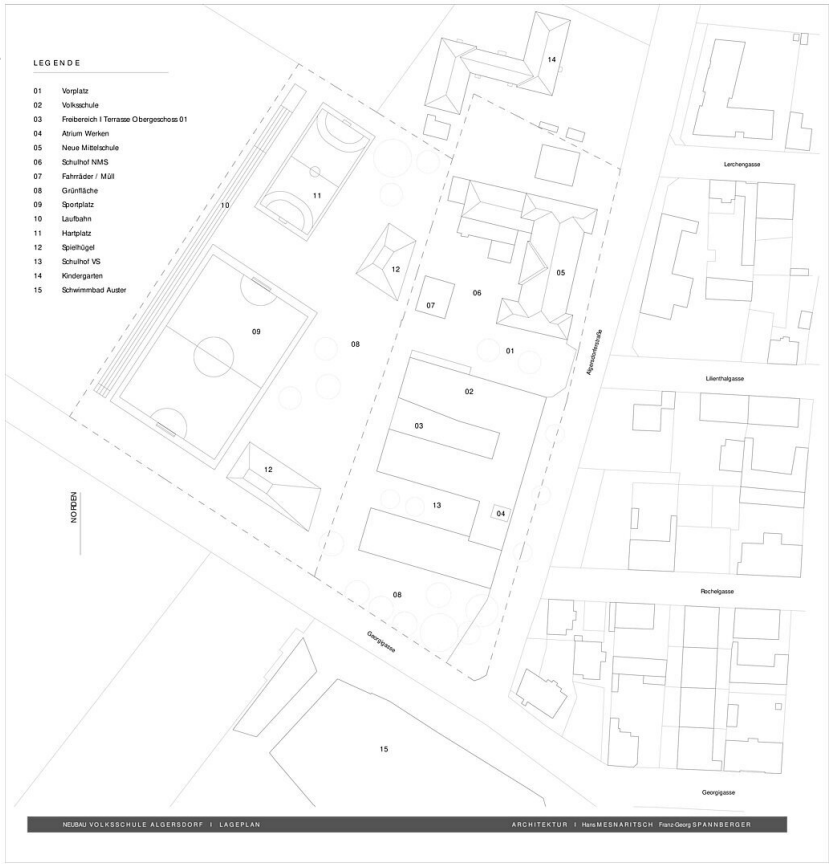 LEGENDE
01 Vorplatz
02 Volksschule
03 Freibereich I Terrasse Obergeschoss 01
04 Atrium Werken
05 Neue Mittelschule
06 Schulhof NMS
07 Fahrräder / Müll
08 Grünfläche
09 Sportplatz
10 Laufbahn
11 Hartplatz
12 Spielhügel
13 Schulhof VS
14 Kindergarten
15 Schwimmbad Auster
14
Lerchengasse
11
10
12
05
06
07
09
08
01
Algersdorferstraße
Lilienthalgasse
02
03
12
13
04
NORDEN
Rochelgasse
08
Georgigasse
15
Georgigasse
NEUBAU VOLKSSCHULE ALGERSDORF I LAGEPLAN
ARCHITEKTUR I Hans MESNARITSCH Franz-Georg SPANNBERGER